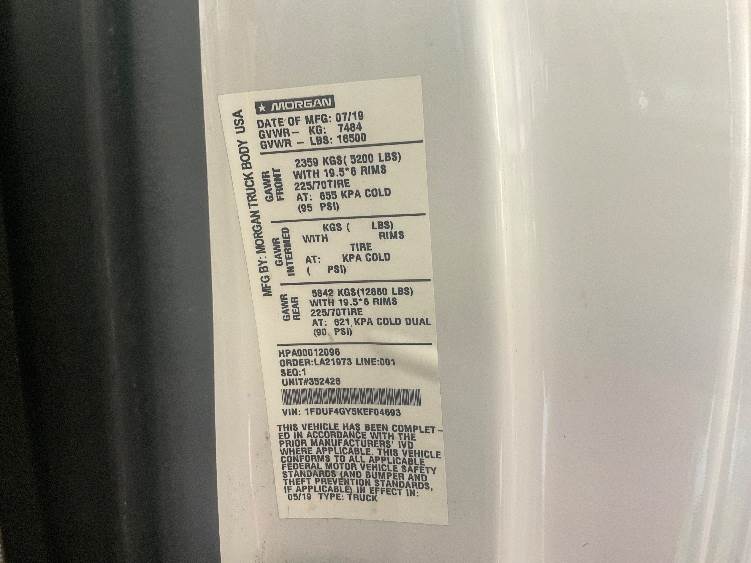 ★ MORGAN
MFG BY: MORGAN TRUCK BODY USA
DATE OF MFG: 07/19
GVWR- KG: 7484
GVWR - LBS: 16500
GAWR
FRONT
2359 KGS( 5200 LBS)
WITH 19.5*6 RIMS
225/70TIRE
AT: 655 KPA COLD
(95 PSI)
GAWR
INTERMED
KGS ( LBS)
WITH RIMS
TIRE
AT: KPA COLD
( PSI)
GAWR
REAR
5842 KGS(12880 LBS)
WITH 19.5*6 RIMS
225/70TIRE
AT: 621 KPA COLD DUAL
(90 PSI)
HPA00012096
ORDER:LA21973 LINE:001
SEQ:1
UNIT#352426
VIN: 1FDUF4GY5KEF04693
THIS VEHICLE HAS BEEN COMPLET-
ED IN ACCORDANCE WITH THE
PRIOR MANUFACTURERS' IVD
WHERE APPLICABLE. THIS VEHICLE
CONFORMS TO ALL APPLICABLE
FEDERAL MOTOR VEHICLE SAFETY
STANDARDS (AND BUMPER AND
THEFT PREVENTION STANDARDS,
IF APPLICABLE) IN EFFECT IN:
05/19 TYPE: TRUCK